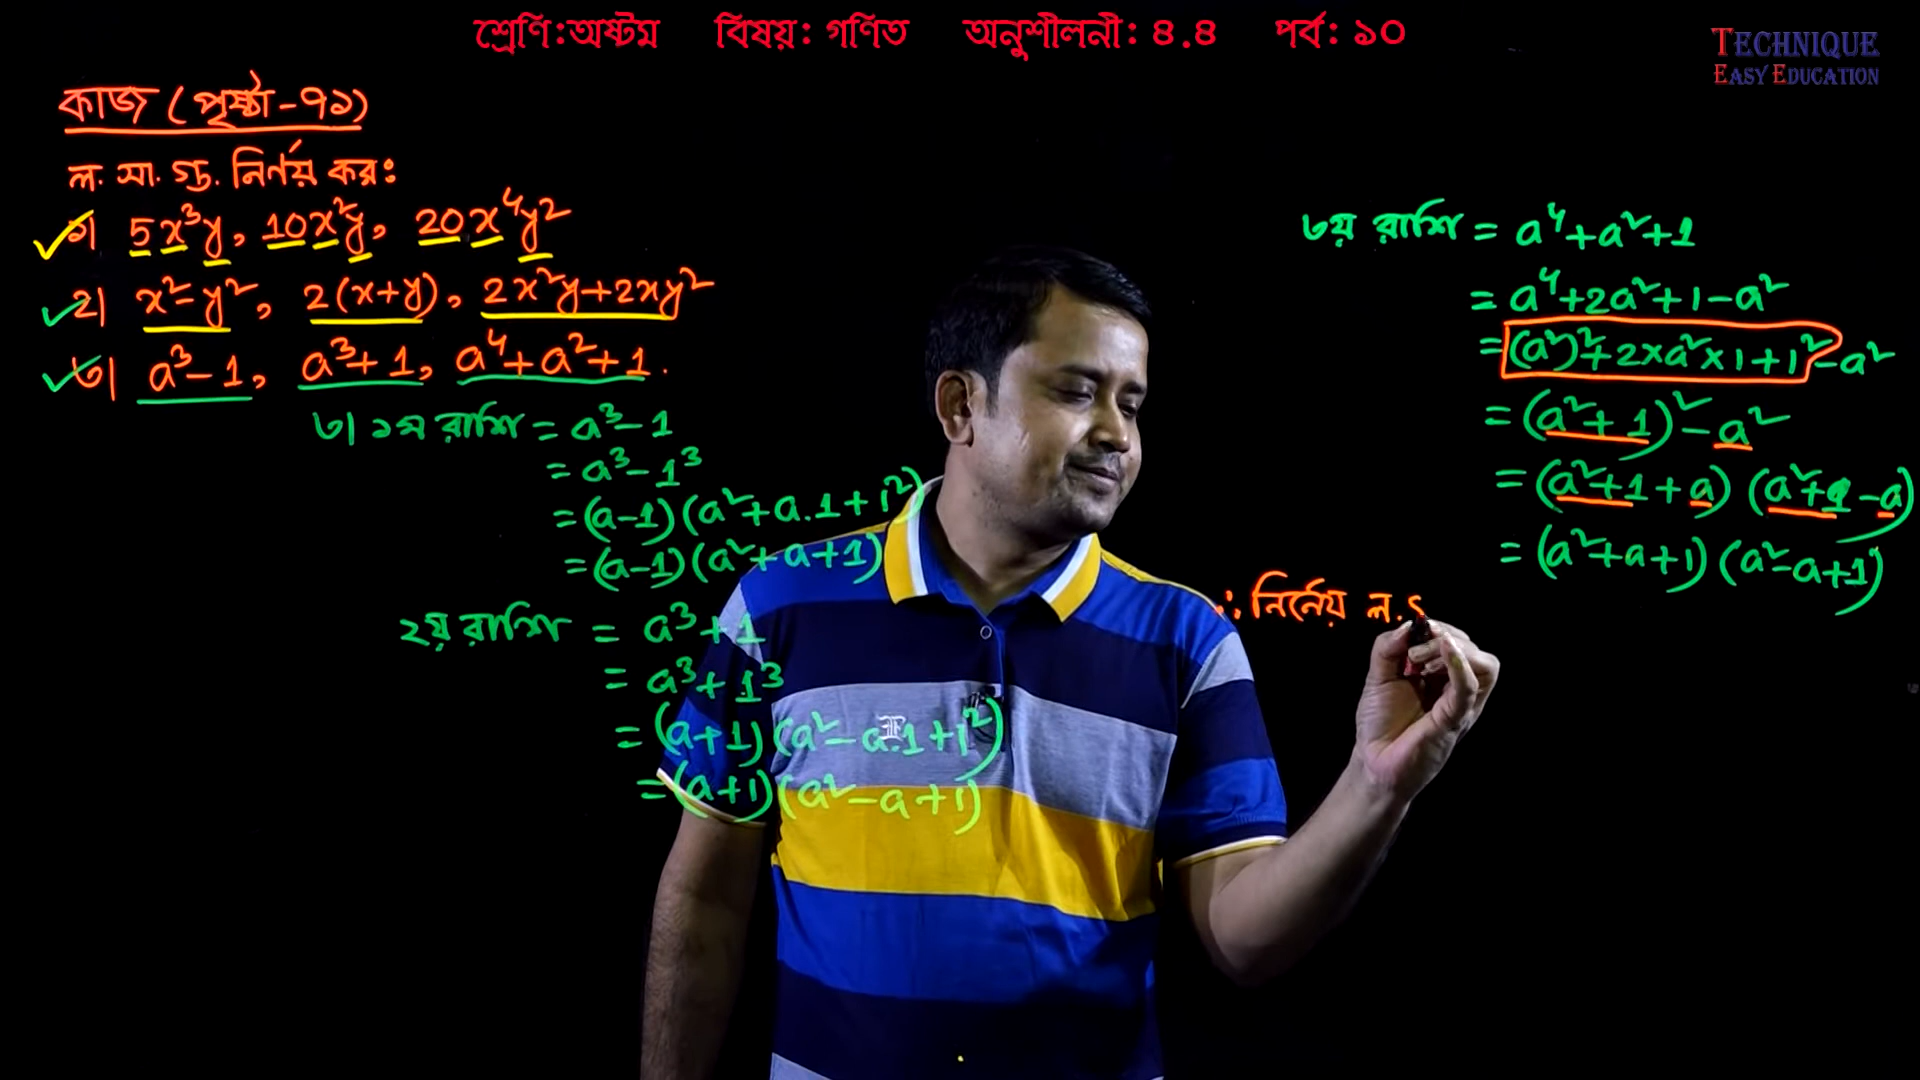 শ্রেণি:অষ্টম বিষয়: গণিত অনুশীলনী: ৪.৪ পর্ব: ১০
TECHNIQUE
EASY EDUCATION
কাজ (পৃষ্ঠা-৭১)
ল. সা. গু. নির্ণয় কর:
১। 5x³y, 10x²y, 20x⁴y²
২। x²-y², 2(x+y), 2x²y+2xy²
৩। a³-1, a³+1, a⁴+a²+1.
৩। ১ম রাশি = a³-1
= a³-1³
= (a-1)(a²+a.1+1²)
= (a-1)(a²+a+1)
২য় রাশি = a³+1
= a³+1³
= (a+1)(a²-a.1+1²)
= (a+1)(a²-a+1)
৩য় রাশি = a⁴+a²+1
= a⁴+2a²+1-a²
= (a²)²+2×a²×1+1²-a²
= (a²+1)²-a²
= (a²+1+a)(a²+1-a)
= (a²+a+1)(a²-a+1)
∴ নির্নেয় ল.